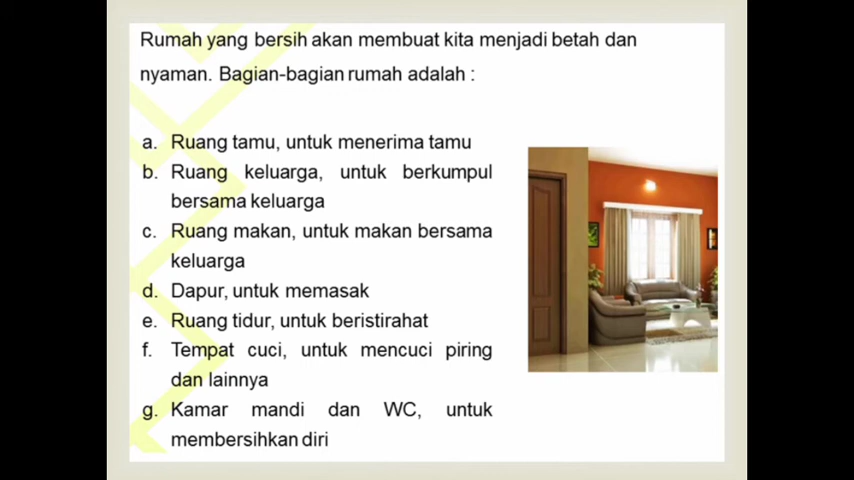 Rumah yang bersih akan membuat kita menjadi betah dan
nyaman. Bagian-bagian rumah adalah :
a. Ruang tamu, untuk menerima tamu
b. Ruang keluarga, untuk berkumpul
bersama keluarga
c. Ruang makan, untuk makan bersama
keluarga
d. Dapur, untuk memasak
e. Ruang tidur, untuk beristirahat
f. Tempat cuci, untuk mencuci piring
dan lainnya
g. Kamar mandi dan WC, untuk
membersihkan diri